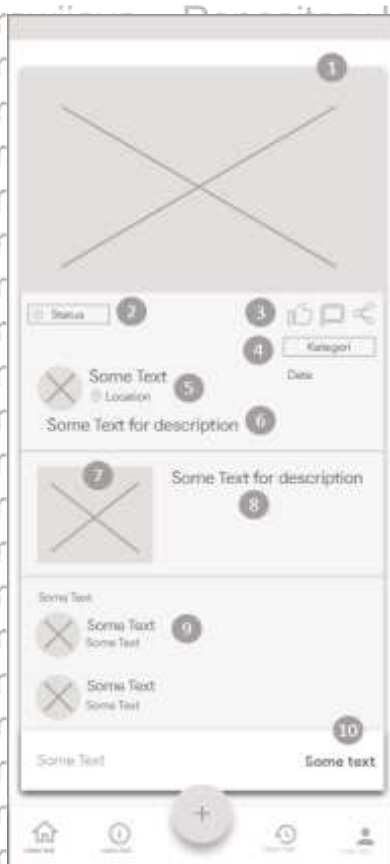 1
Status 2
3
4 Kategori
Some Text 5
Date
Location
Some Text for description 6
7
Some Text for description
8
Some Text
Some Text 9
Some Text
Some Text
Some Text
10
Some Text Some text
+